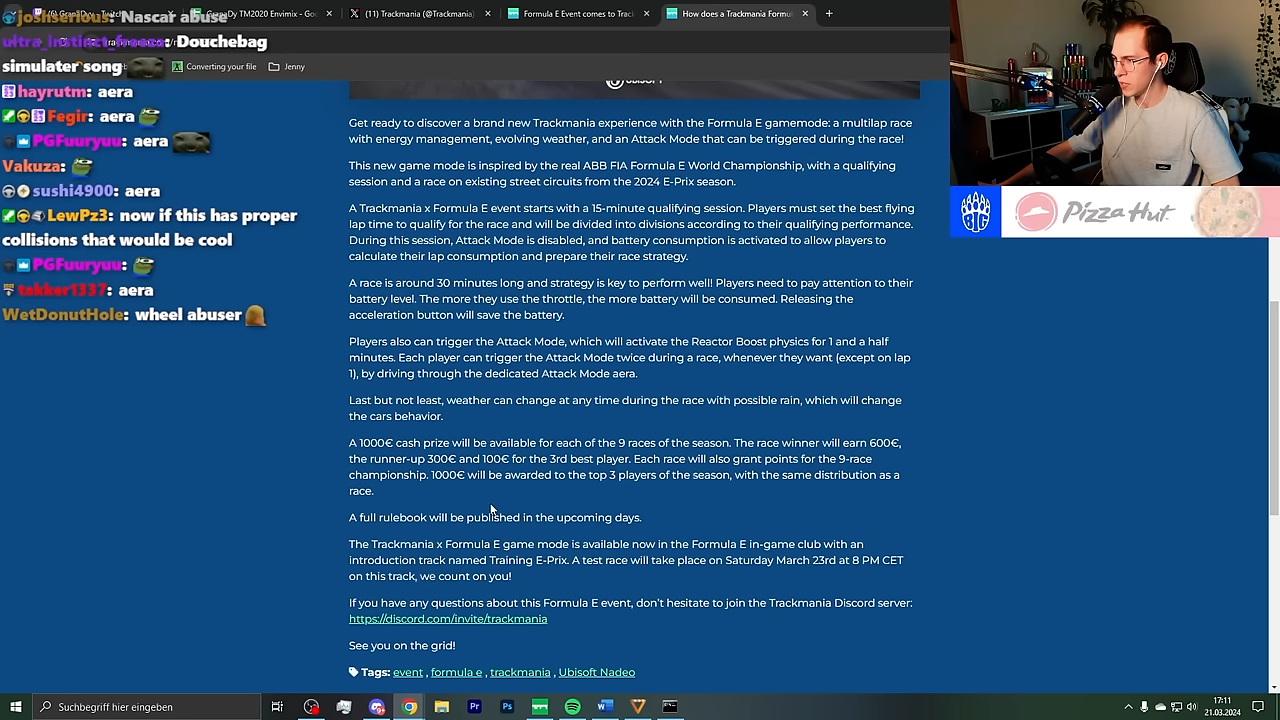 joshserious: Nascar abuse
(11) Trackmania (@Trackmania)
Formula E Event comes to Trac
How does a Trackmania Formul
Douchebag
simulater song
Converting your file
Jenny
hayrutm: aera
Fegir: aera
PGFuuryuu: aera
Vakuza:
sushi4900: aera
LewPz3: now if this has proper
collisions that would be cool
PGFuuryuu:
takker1337: aera
WetDonutHole: wheel abuser
UBISOFT
Get ready to discover a brand new Trackmania experience with the Formula E gamemode: a multilap race
with energy management, evolving weather, and an Attack Mode that can be triggered during the race!
This new game mode is inspired by the real ABB FIA Formula E World Championship, with a qualifying
session and a race on existing street circuits from the 2024 E-Prix season.
A Trackmania x Formula E event starts with a 15-minute qualifying session. Players must set the best flying
lap time to qualify for the race and will be divided into divisions according to their qualifying performance.
During this session, Attack Mode is disabled, and battery consumption is activated to allow players to
calculate their lap consumption and prepare their race strategy.
A race is around 30 minutes long and strategy is key to perform well! Players need to pay attention to their
battery level. The more they use the throttle, the more battery will be consumed. Releasing the
acceleration button will save the battery.
Players also can trigger the Attack Mode, which will activate the Reactor Boost physics for 1 and a half
minutes. Each player can trigger the Attack Mode twice during a race, whenever they want (except on lap
1), by driving through the dedicated Attack Mode aera.
Last but not least, weather can change at any time during the race with possible rain, which will change
the cars behavior.
A 1000€ cash prize will be available for each of the 9 races of the season. The race winner will earn 600€,
the runner-up 300€ and 100€ for the 3rd best player. Each race will also grant points for the 9-race
championship. 1000€ will be awarded to the top 3 players of the season, with the same distribution as a
race.
A full rulebook will be published in the upcoming days.
The Trackmania x Formula E game mode is available now in the Formula E in-game club with an
introduction track named Training E-Prix. A test race will take place on Saturday March 23rd at 8 PM CET
on this track, we count on you!
If you have any questions about this Formula E event, don't hesitate to join the Trackmania Discord server:
https://discord.com/invite/trackmania
See you on the grid!
Tags: event , formula e , trackmania , Ubisoft Nadeo
BIG
Pizza Hut
Suchbegriff hier eingeben
17:11
21.03.2024